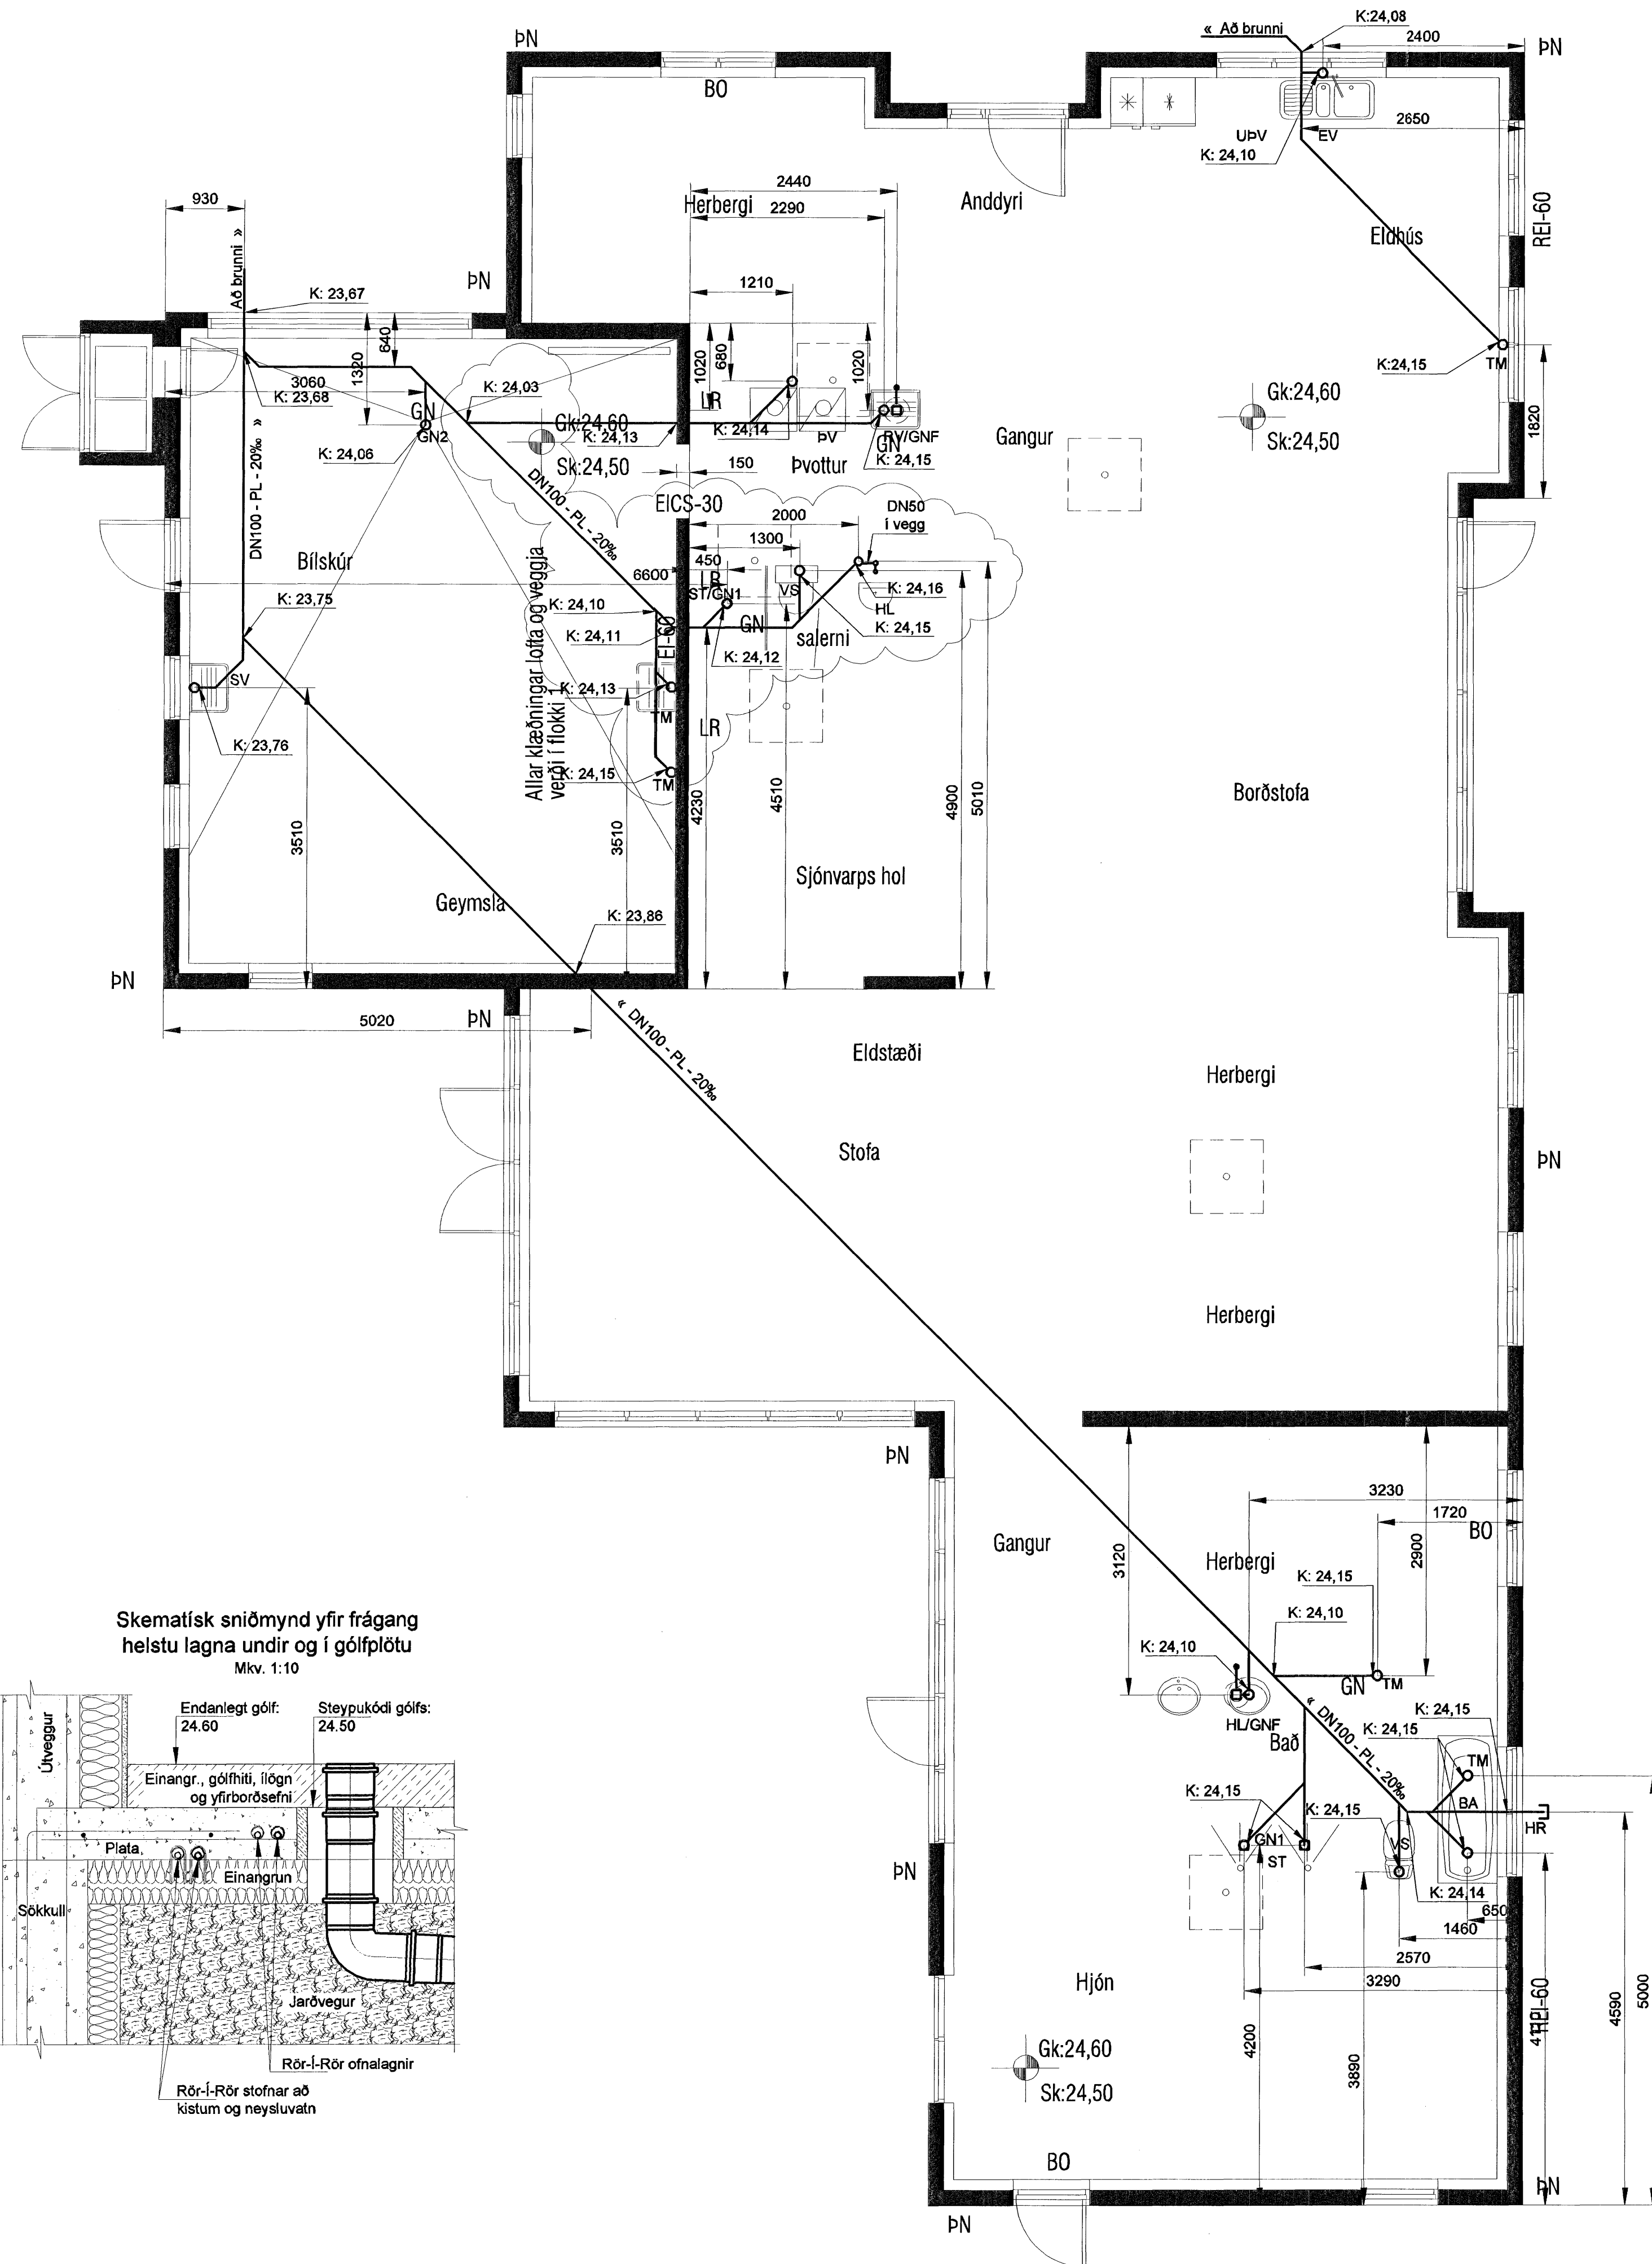 K:24,08
« Að brunni
2400
ÞN
ÞN
BO
2650
UÞV
EV
K: 24,10
2440
Herbergi
2290
Anddyri
Eldhús
REI-60
930
Að brunni »
ÞN
K: 23,67
1210
640
1320
1020
680
1020
K:24,15
TM
3060
K: 23,68
K: 24,03
LR
Gk:24,60
GN
GN2
Gk:24,60
K: 24,13
K: 24,14
ÞV
RV/GNF
GN
Gangur
Sk:24,50
1820
K: 24,06
Sk:24,50
150
Þvottur
K: 24,15
DN100 - PL - 20‰ »
DN100 - PL - 20‰
EICS-30
2000
DN50
í vegg
1300
Bílskúr
450
6600
LR
ST/GN1
VS
K: 24,16
HL
K: 23,75
K: 24,10
K: 24,11
EI-60
GN
salerni
K: 24,15
K: 24,12
SV
K: 24,13
TM
LR
K: 23,76
Allar klæðningar lofta og veggja
verði í flokki 1
K: 24,15
TM
3510
3510
4230
4510
4900
5010
Borðstofa
Sjónvarps hol
Geymsla
K: 23,86
ÞN
5020
ÞN
« DN100 - PL - 20‰
Eldstæði
Herbergi
Stofa
ÞN
Herbergi
ÞN
3230
1720
BO
Gangur
3120
Herbergi
2900
K: 24,15
K: 24,10
K: 24,10
GN
TM
HL/GNF
Bað
« DN100 - PL - 20‰
K: 24,15
K: 24,15
TM
K: 24,15
K: 24,15
BA
HR
GN1
ST
VS
ÞN
K: 24,14
650
1460
2570
3290
Hjón
4200
3890
4110
REI-60
4590
5000
Gk:24,60
Sk:24,50
BO
ÞN
ÞN
Skematísk sniðmynd yfir frágang
helstu lagna undir og í gólfplötu
Mkv. 1:10
Endanlegt gólf:
24.60
Steypukódi gólfs:
24.50
Útveggur
Einangr., gólfhiti, ílögn
og yfirborðsefni
Plata
Einangrun
Sökkull
Jarðvegur
Rör-Í-Rör ofnalagnir
Rör-Í-Rör stofnar að
kistum og neysluvatn